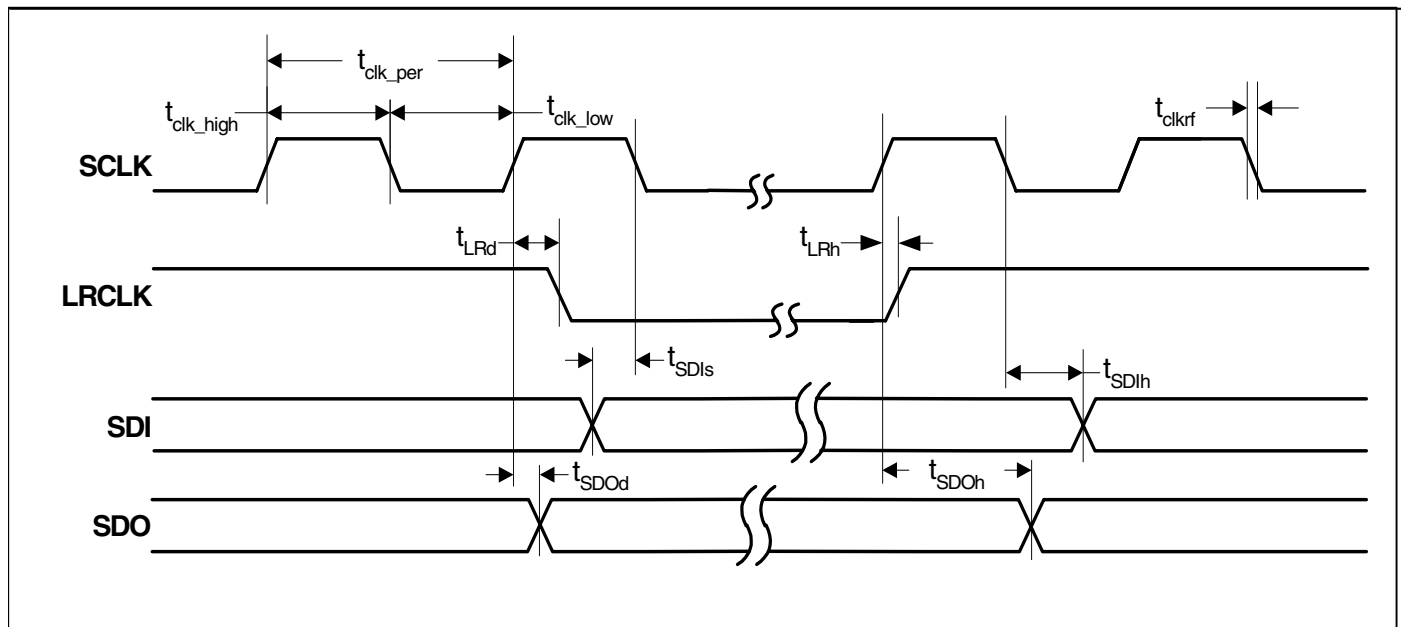 t_clk_per
t_clk_high
t_clk_low
t_clkrf
SCLK
t_LRd
t_LRh
LRCLK
t_SDIs
t_SDIh
SDI
t_SDOd
t_SDOh
SDO